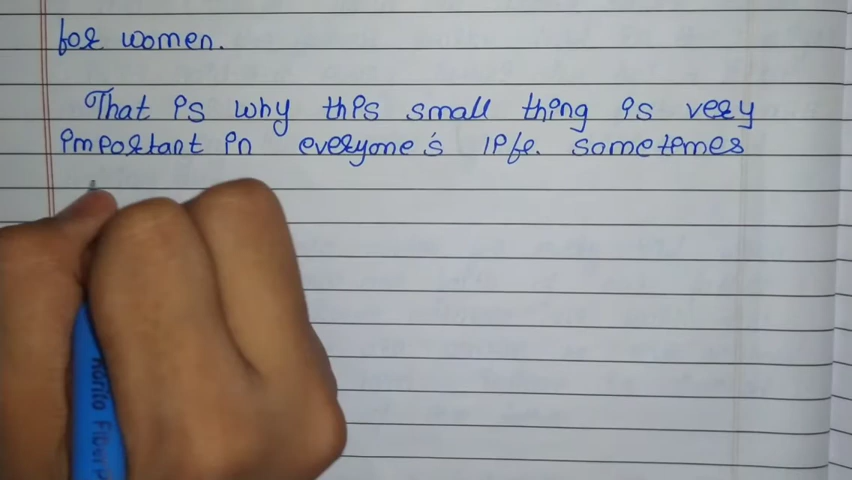 for women.
That is why this small thing is very
important in everyone's life. sometimes